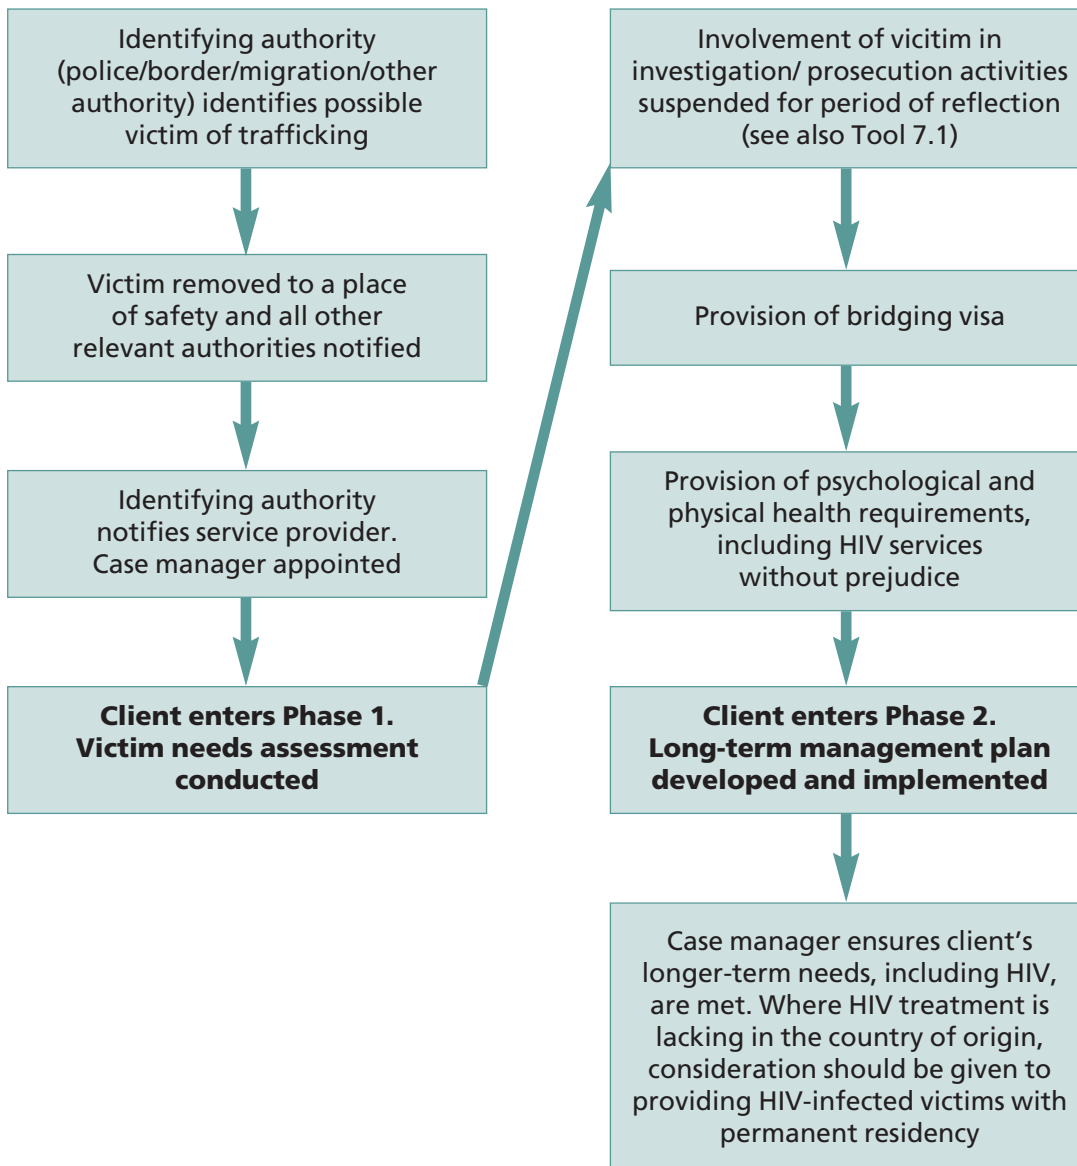 Identifying authority
(police/border/migration/other
authority) identifies possible
victim of trafficking
Victim removed to a place
of safety and all other
relevant authorities notified
Identifying authority
notifies service provider.
Case manager appointed
Client enters Phase 1.
Victim needs assessment
conducted
Involvement of vicitim in
investigation/ prosecution activities
suspended for period of reflection
(see also Tool 7.1)
Provision of bridging visa
Provision of psychological and
physical health requirements,
including HIV services
without prejudice
Client enters Phase 2.
Long-term management plan
developed and implemented
Case manager ensures client’s
longer-term needs, including HIV,
are met. Where HIV treatment is
lacking in the country of origin,
consideration should be given to
providing HIV-infected victims with
permanent residency